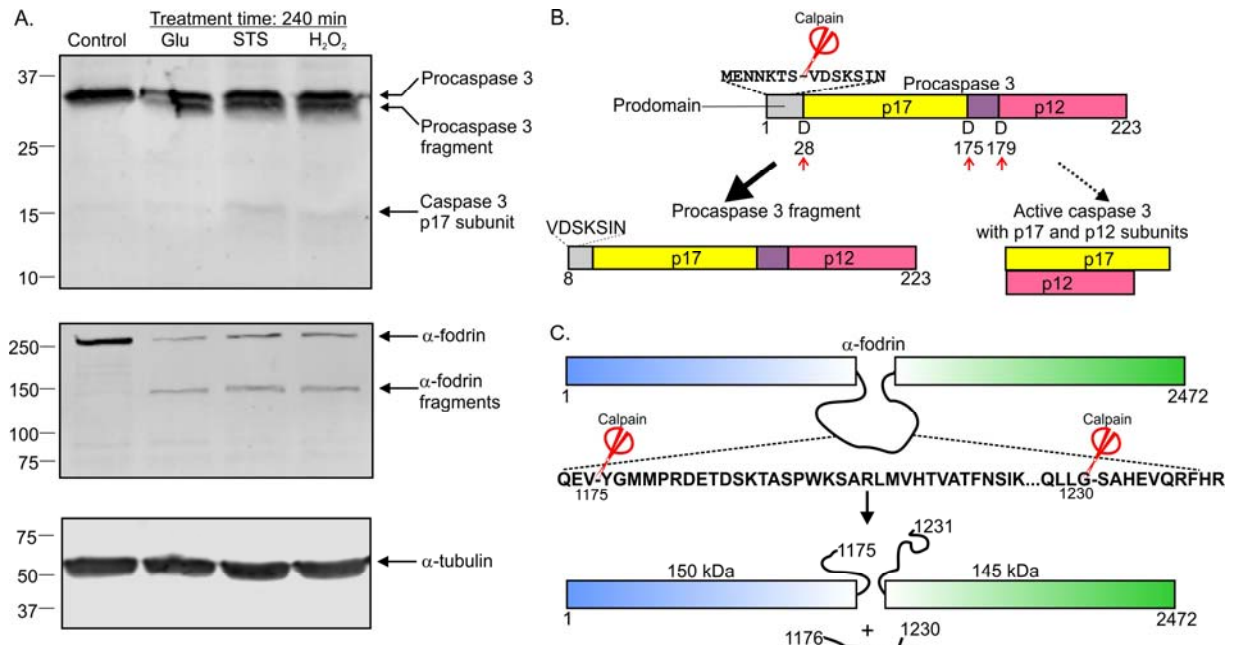 A.
Treatment time: 240 min
Control Glu STS H₂O₂
37
25
15
10
Procaspase 3
Procaspase 3
fragment
Caspase 3
p17 subunit
250
150
100
75
α-fodrin
α-fodrin
fragments
75
50
37
α-tubulin
B.
Calpain
MENNKTS-VDSKSIN
Procaspase 3
Prodomain
p17 p12
1 D D D 223
28 175 179
Procaspase 3 fragment
VDSKSIN
p17 p12
8 223
Active caspase 3
with p17 and p12 subunits
p17
p12
C.
α-fodrin
1 2472
Calpain Calpain
QEV-YGMMPRDETDSKTASPWKSARLMVHTVATFNSIK...QLLG-SAHEVQRFHR
1175 1230
1231
1175
150 kDa 145 kDa
1 2472
+
1176 1230